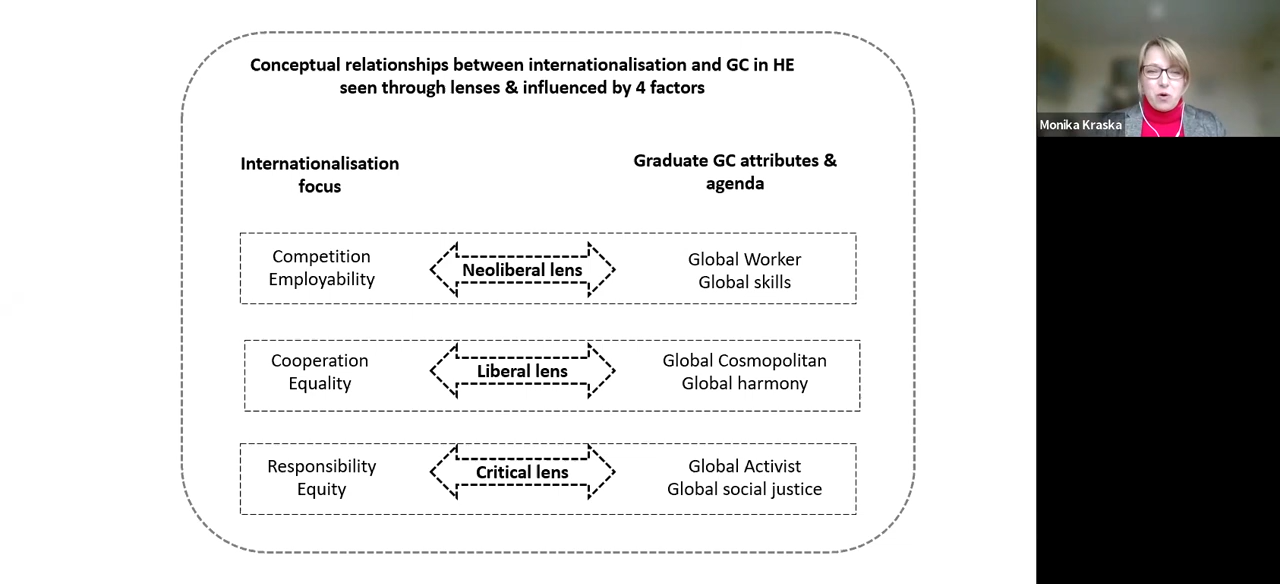 Conceptual relationships between internationalisation and GC in HE
seen through lenses & influenced by 4 factors
Internationalisation
focus
Graduate GC attributes &
agenda
Competition
Employability
Neoliberal lens
Global Worker
Global skills
Cooperation
Equality
Liberal lens
Global Cosmopolitan
Global harmony
Responsibility
Equity
Critical lens
Global Activist
Global social justice
Monika Kraska